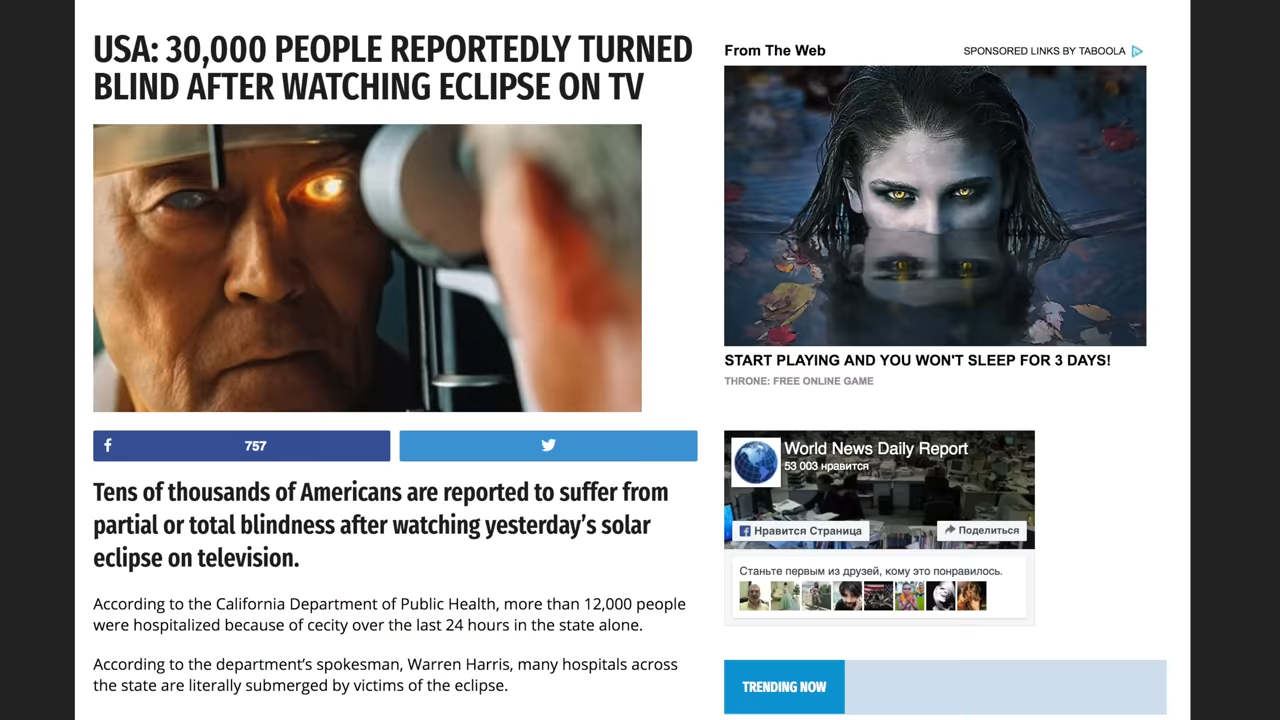 USA: 30,000 PEOPLE REPORTEDLY TURNED
BLIND AFTER WATCHING ECLIPSE ON TV
757
Tens of thousands of Americans are reported to suffer from
partial or total blindness after watching yesterday's solar
eclipse on television.
According to the California Department of Public Health, more than 12,000 people
were hospitalized because of cecity over the last 24 hours in the state alone.
According to the department's spokesman, Warren Harris, many hospitals across
the state are literally submerged by victims of the eclipse.
From The Web
SPONSORED LINKS BY TABOOLA
START PLAYING AND YOU WON'T SLEEP FOR 3 DAYS!
THRONE: FREE ONLINE GAME
World News Daily Report
53 003 нравится
Нравится Страница
Поделиться
Станьте первым из друзей, кому это понравилось.
TRENDING NOW